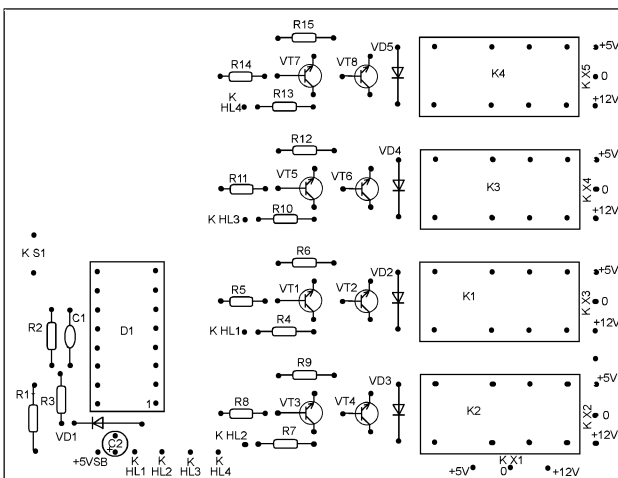 R15
VD5
+5V
R14
VT7
VT8
K4
K X5
0
K
HL4
R13
+12V
R12
VD4
+5V
R11
VT5
VT6
K3
K X4
0
K HL3
R10
+12V
K S1
R6
VD2
+5V
R5
VT1
VT2
K1
K X3
0
K HL1
R4
+12V
R2
C1
D1
R9
VD3
+5V
R1
R3
1
R8
VT3
VT4
K2
K X2
0
VD1
C2
+
K HL2
R7
+12V
+5VSB
K
HL1
K
HL2
K
HL3
K
HL4
K X1
+5V
0
+12V